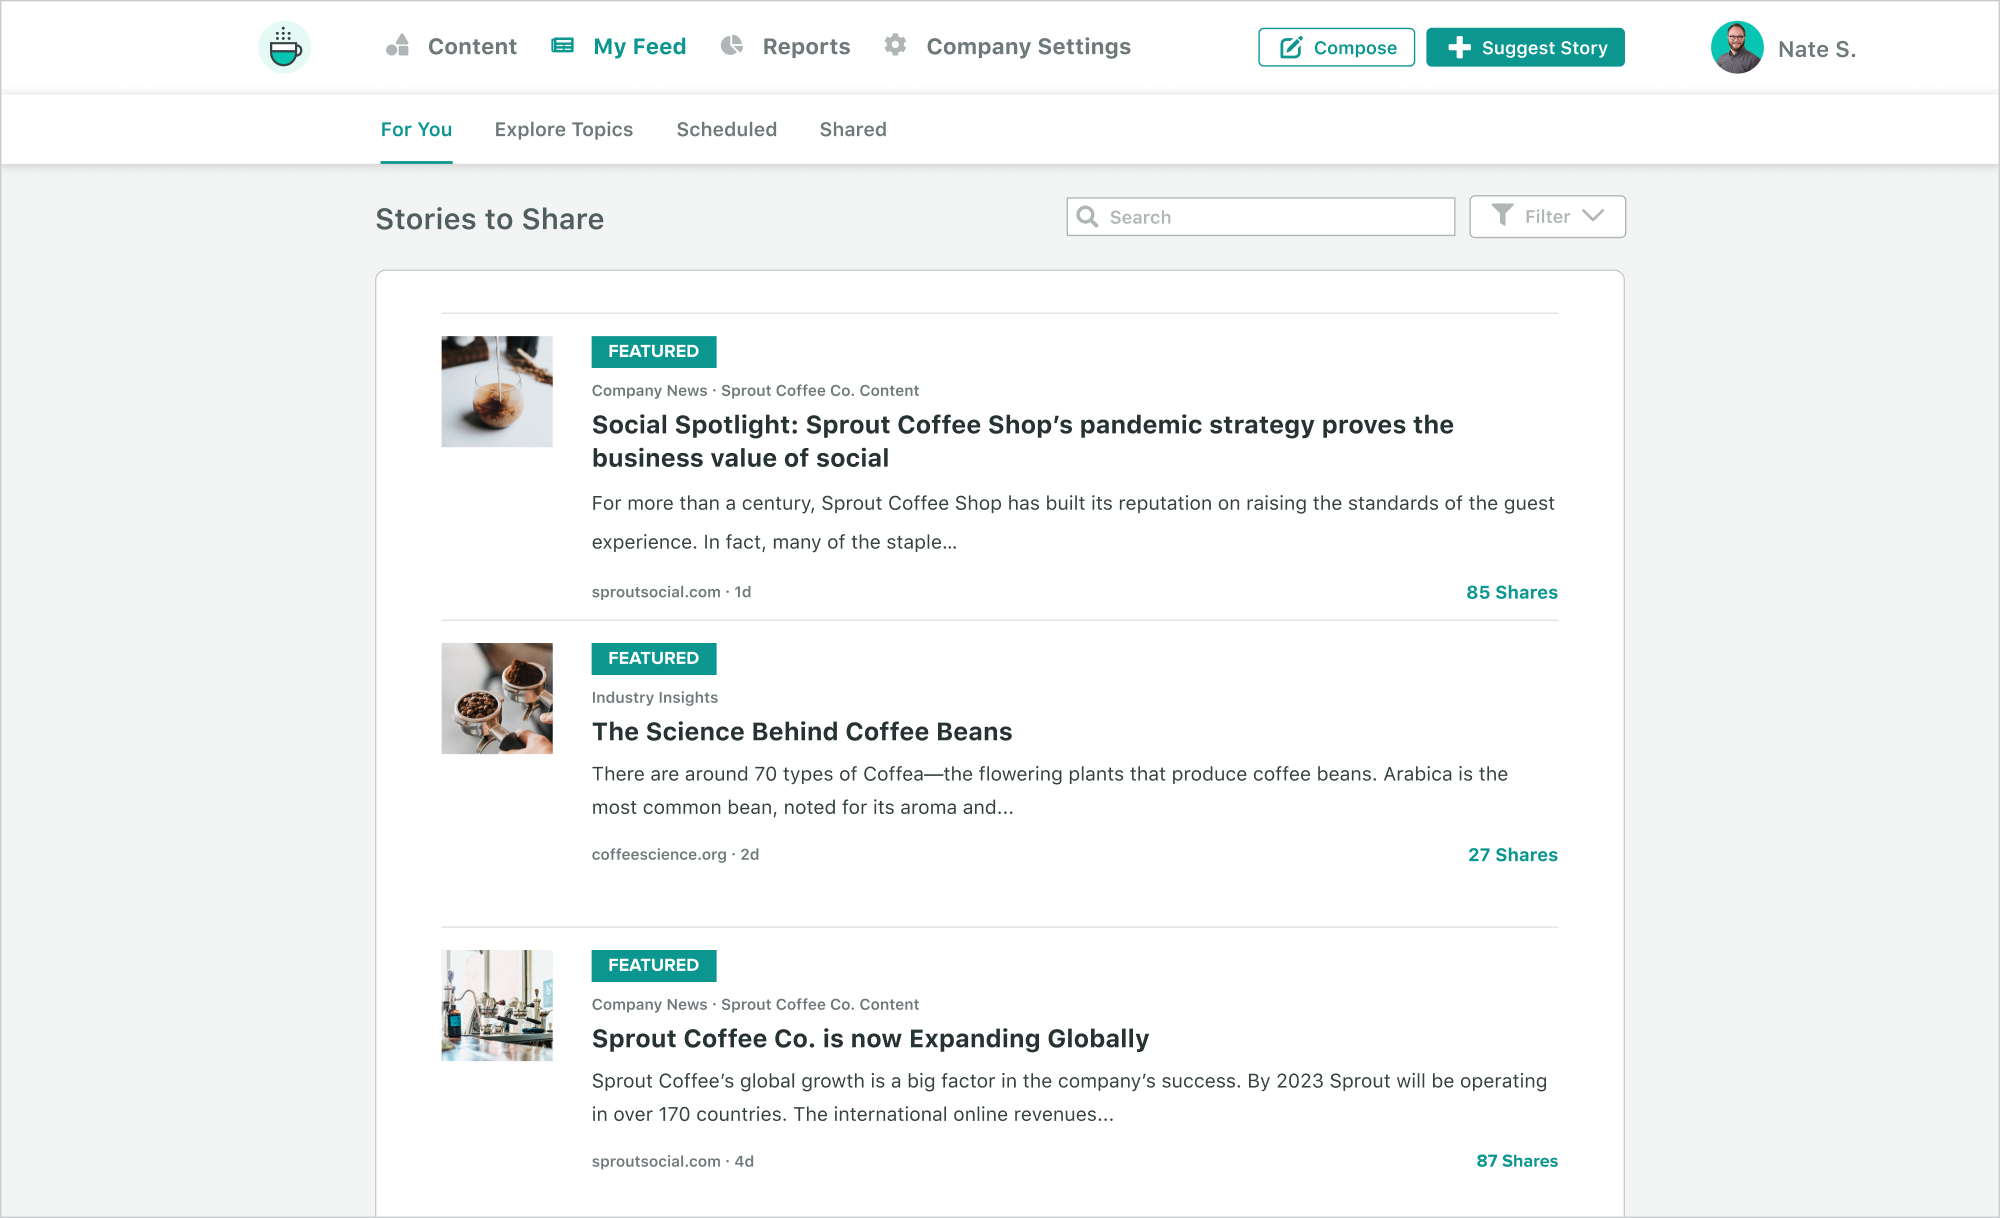 Content
My Feed
Reports
Company Settings
Compose
Suggest Story
Nate S.
For You
Explore Topics
Scheduled
Shared
Stories to Share
Search
Filter
FEATURED
Company News · Sprout Coffee Co. Content
Social Spotlight: Sprout Coffee Shop’s pandemic strategy proves the
business value of social
For more than a century, Sprout Coffee Shop has built its reputation on raising the standards of the guest
experience. In fact, many of the staple...
sproutsocial.com · 1d
85 Shares
FEATURED
Industry Insights
The Science Behind Coffee Beans
There are around 70 types of Coffea—the flowering plants that produce coffee beans. Arabica is the
most common bean, noted for its aroma and...
coffeescience.org · 2d
27 Shares
FEATURED
Company News · Sprout Coffee Co. Content
Sprout Coffee Co. is now Expanding Globally
Sprout Coffee’s global growth is a big factor in the company’s success. By 2023 Sprout will be operating
in over 170 countries. The international online revenues...
sproutsocial.com · 4d
87 Shares